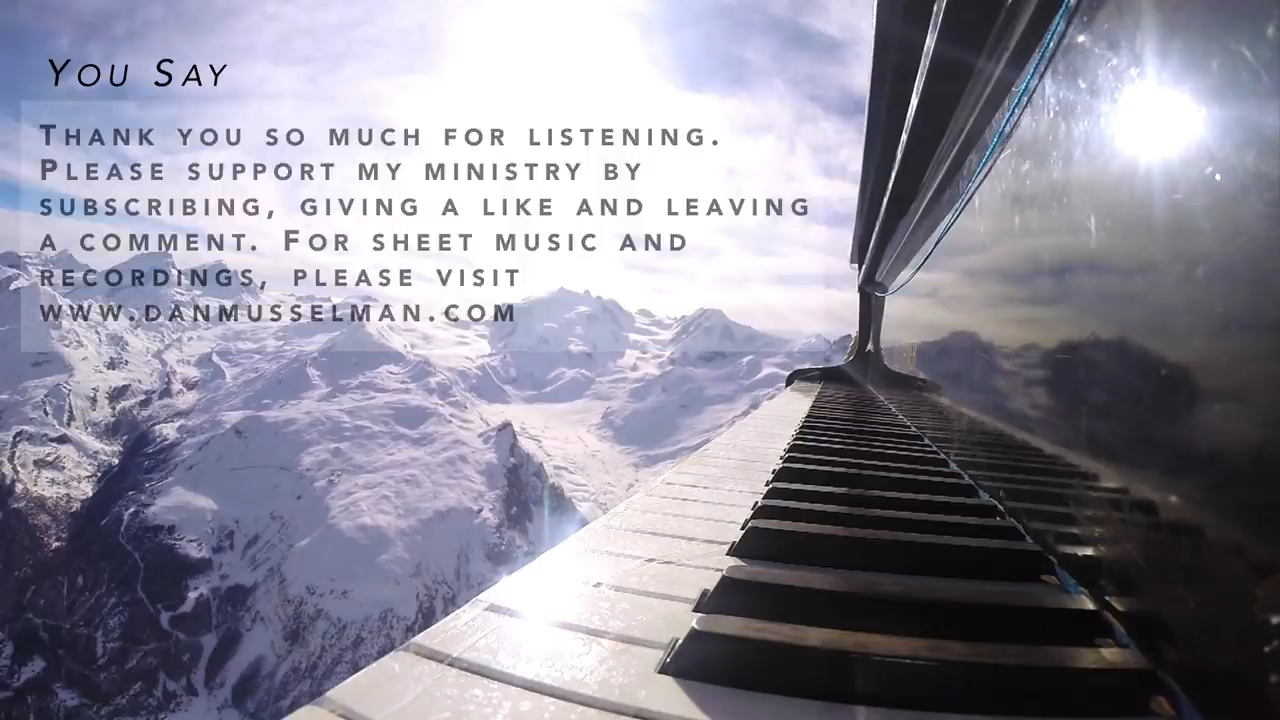 You Say
Thank you so much for listening.
Please support my ministry by
subscribing, giving a like and leaving
a comment. For sheet music and
recordings, please visit
www.danmusselman.com